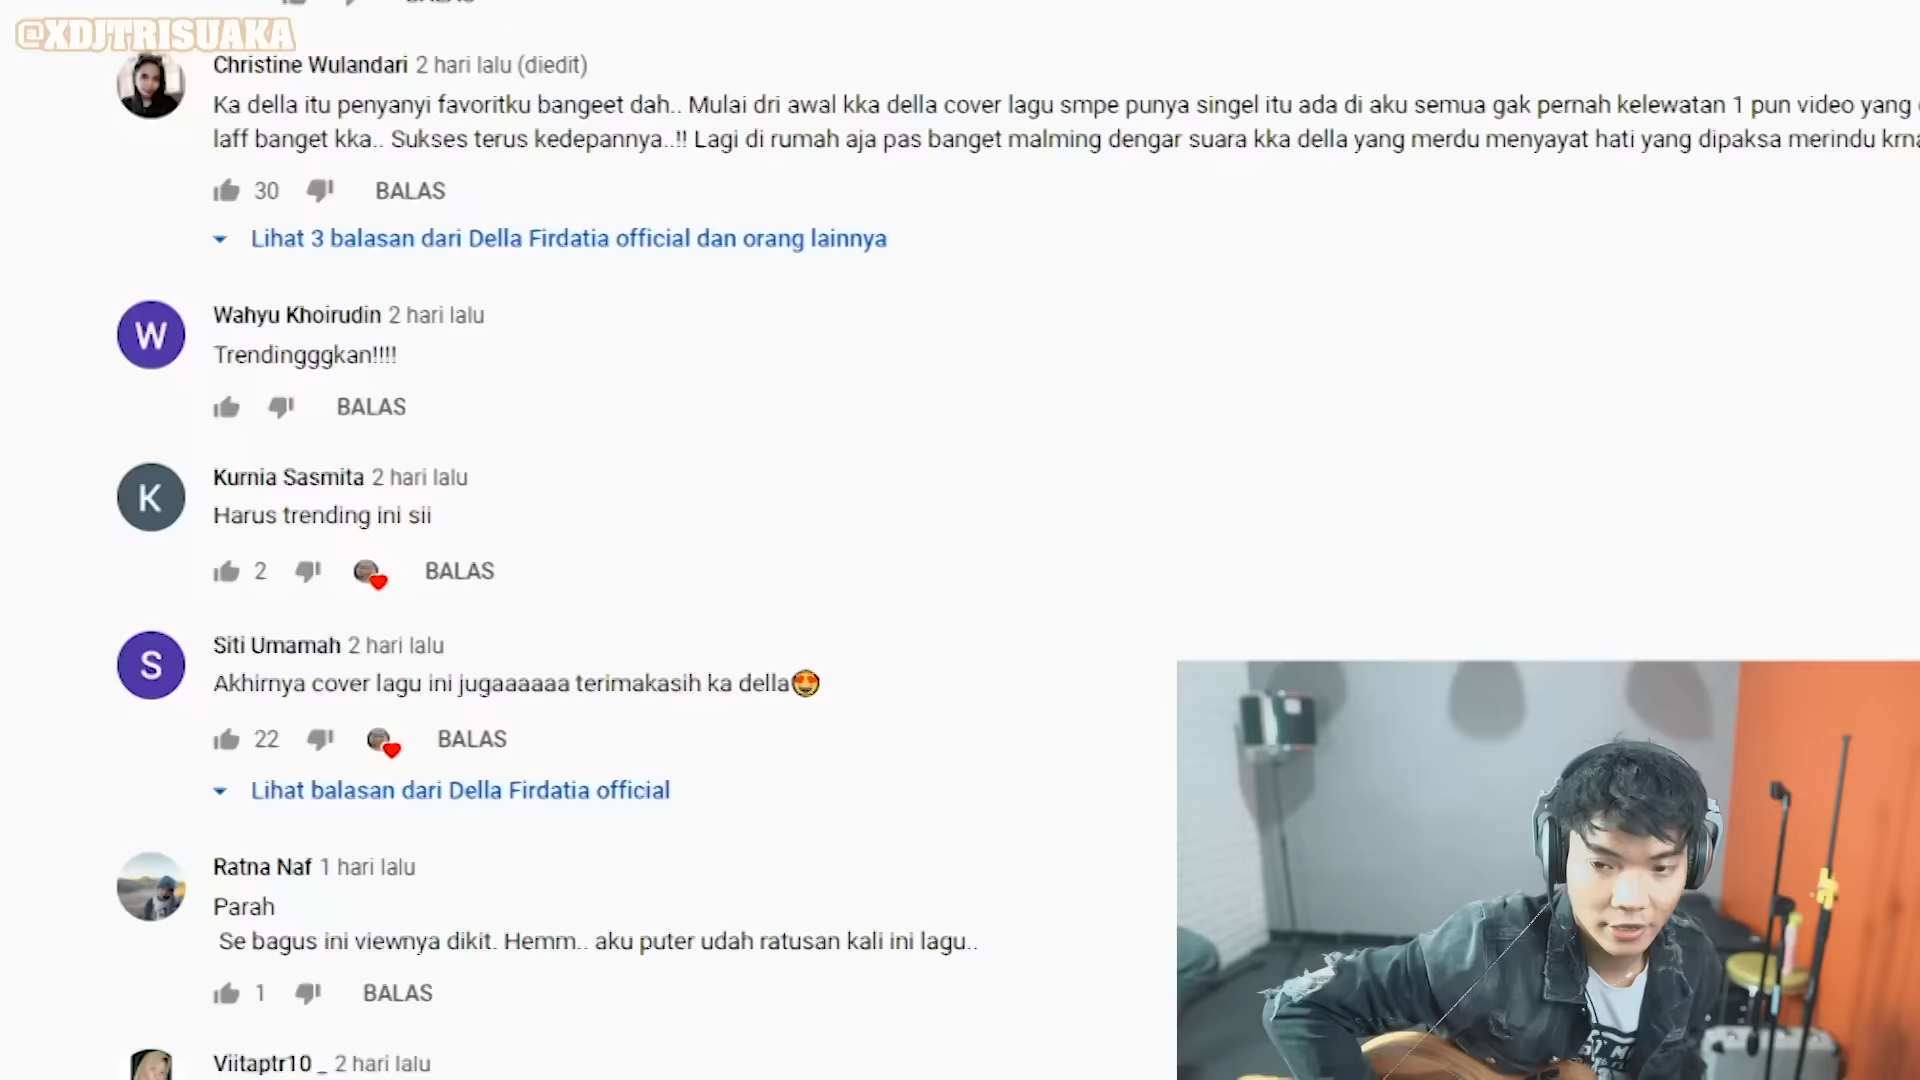 BALAS
@XDJTRISUAKA
Christine Wulandari 2 hari lalu (diedit)
Ka della itu penyanyi favoritku bangeet dah.. Mulai dri awal kka della cover lagu smpe punya singel itu ada di aku semua gak pernah kelewatan 1 pun video yang
laff banget kka.. Sukses terus kedepannya..!! Lagi di rumah aja pas banget malming dengar suara kka della yang merdu menyayat hati yang dipaksa merindu krna
30 BALAS
Lihat 3 balasan dari Della Firdatia official dan orang lainnya
W
Wahyu Khoirudin 2 hari lalu
Trendingggkan!!!!
BALAS
K
Kurnia Sasmita 2 hari lalu
Harus trending ini sii
2 BALAS
S
Siti Umamah 2 hari lalu
Akhirnya cover lagu ini jugaaaaaa terimakasih ka della😍
22 BALAS
Lihat balasan dari Della Firdatia official
Ratna Naf 1 hari lalu
Parah
Se bagus ini viewnya dikit. Hemm.. aku puter udah ratusan kali ini lagu..
1 BALAS
Viitaptr10 _ 2 hari lalu